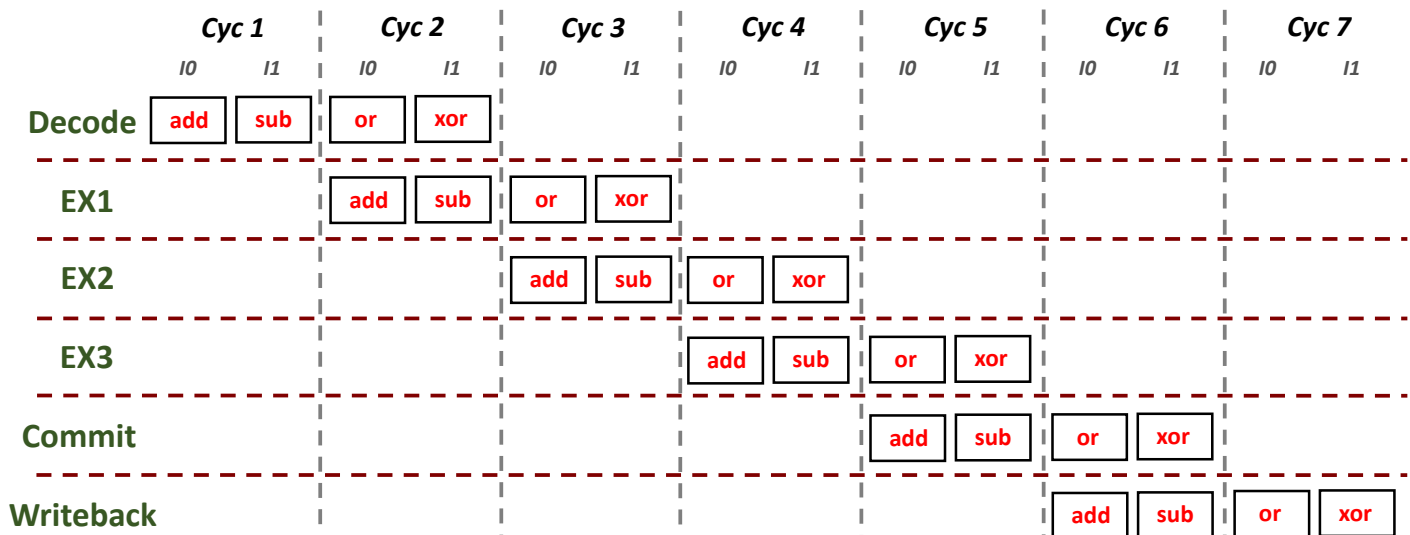 Cyc 1 Cyc 2 Cyc 3 Cyc 4 Cyc 5 Cyc 6 Cyc 7
I0 I1 I0 I1 I0 I1 I0 I1 I0 I1 I0 I1 I0 I1
Decode add sub or xor
EX1 add sub or xor
EX2 add sub or xor
EX3 add sub or xor
Commit add sub or xor
Writeback add sub or xor